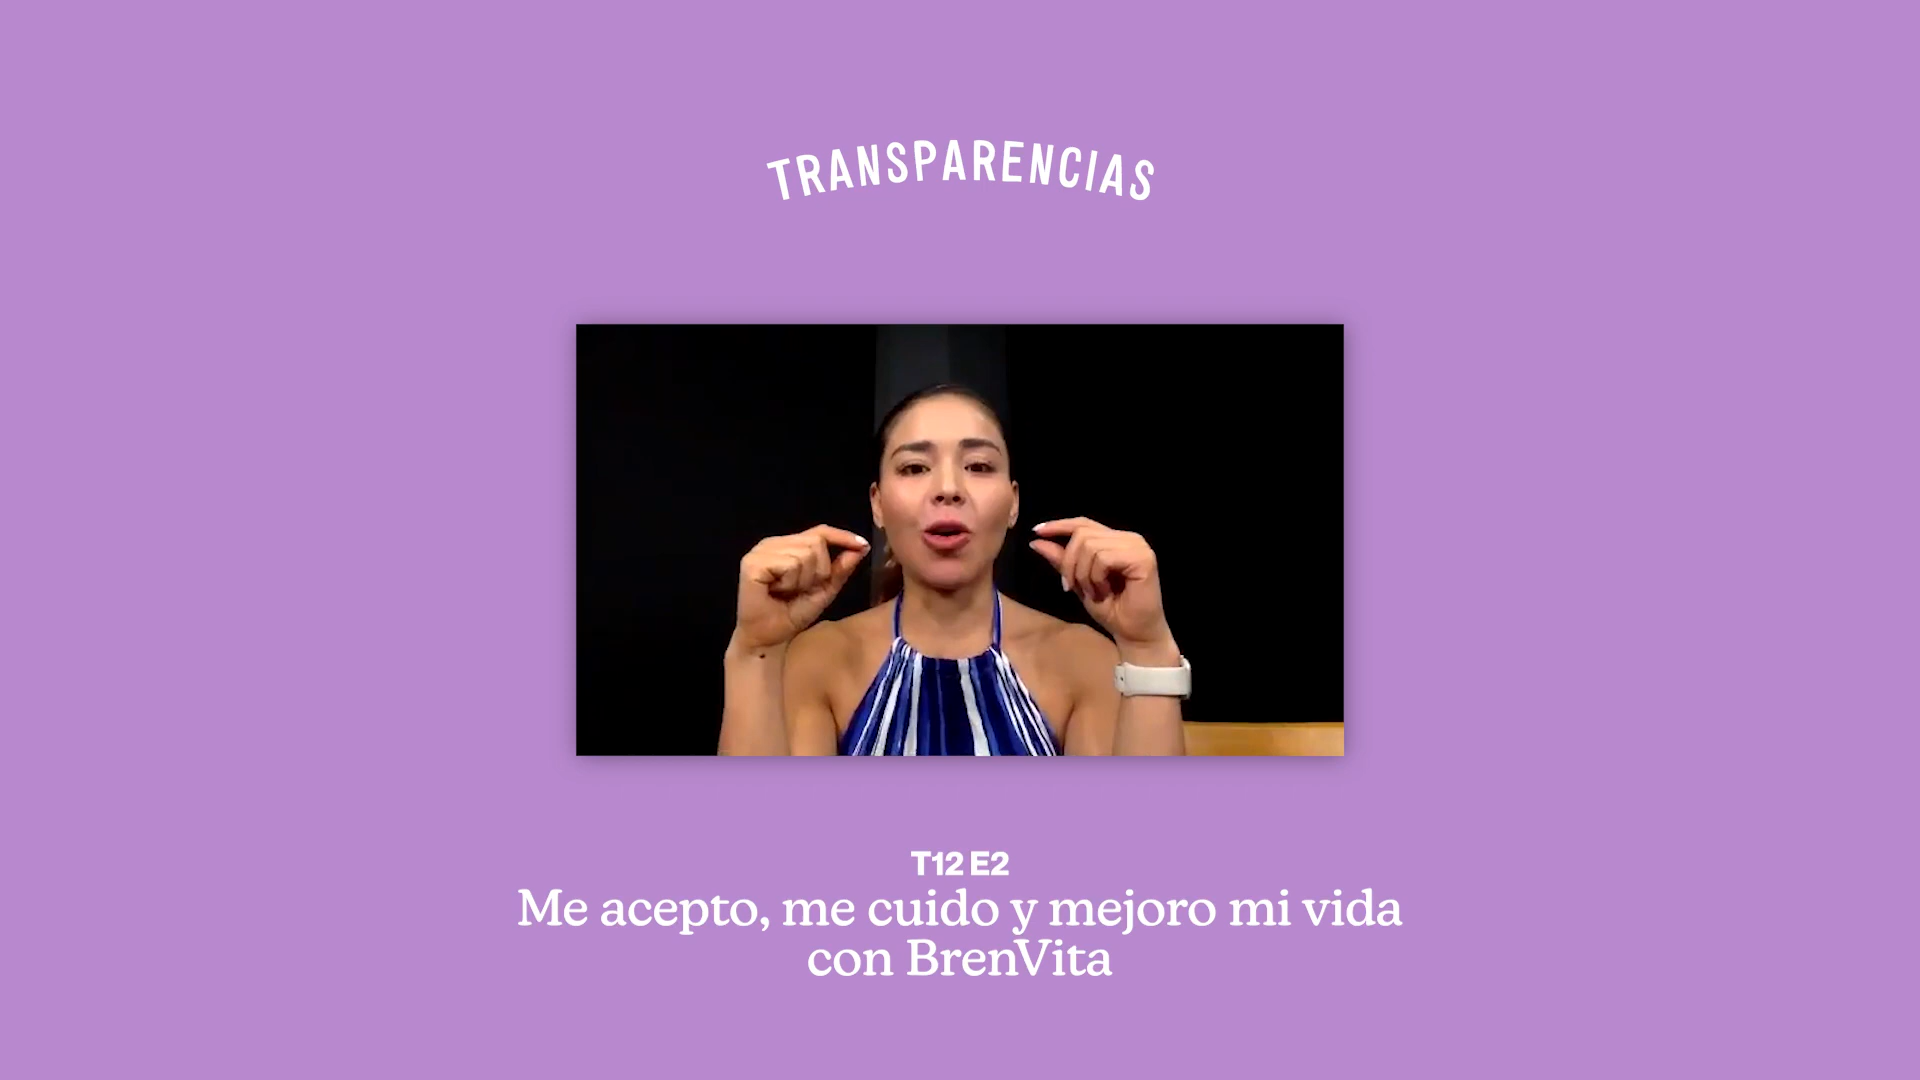 TRANSPARENCIAS
T12 E2
Me acepto, me cuido y mejoro mi vida
con BrenVita